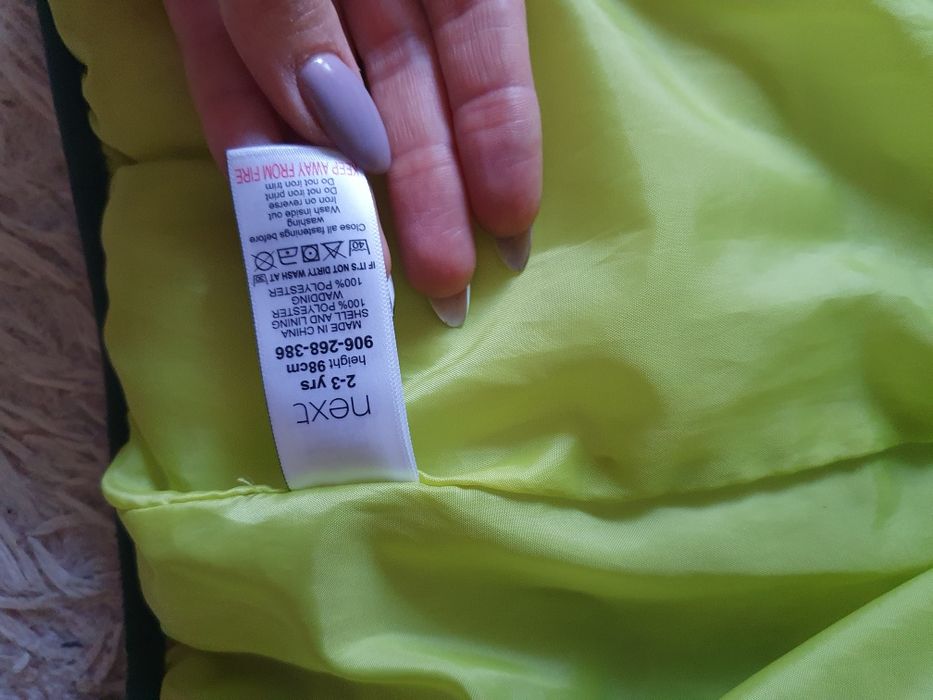 next
2-3 yrs
height 98cm
906-268-386
MADE IN CHINA
SHELL AND LINING
100% POLYESTER
WADDING
100% POLYESTER
IF IT'S NOT DIRTY WASH AT 30
40
Close all fastenings before
washing
Wash inside out
Iron on reverse
Do not iron print
Do not iron trim
KEEP AWAY FROM FIRE